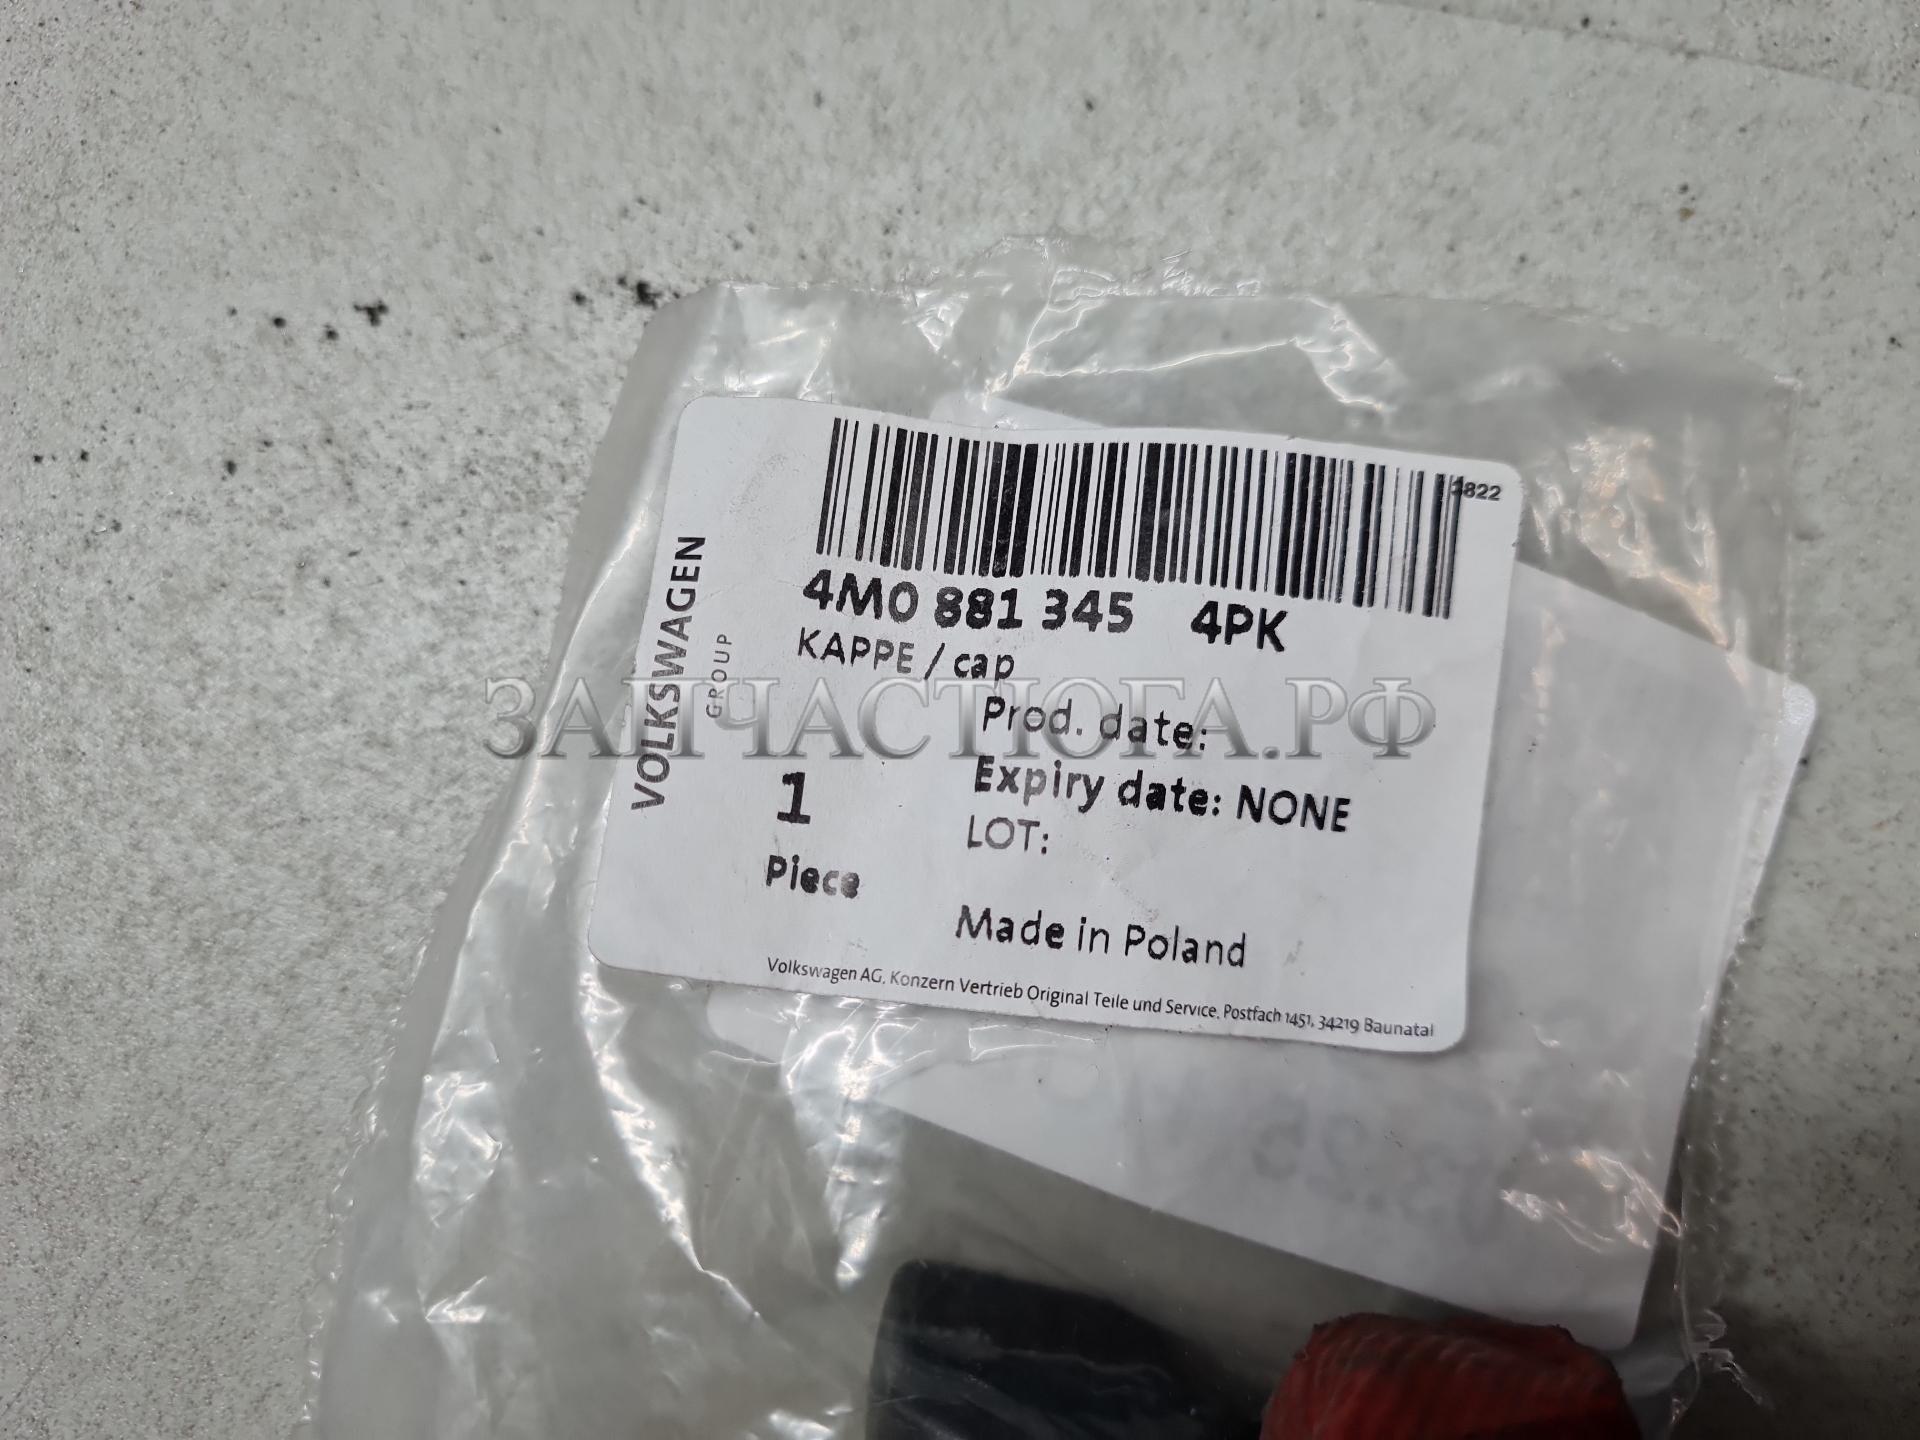 3822
4M0 881 345 4PK
KAPPE / cap
VOLKSWAGEN
GROUP
ЗАПЧАСТЮГА.РФ
Prod. date:
Expiry date: NONE
LOT:
1
Piece
Made in Poland
Volkswagen AG, Konzern Vertrieb Original Teile und Service, Postfach 1451, 34219 Baunatal